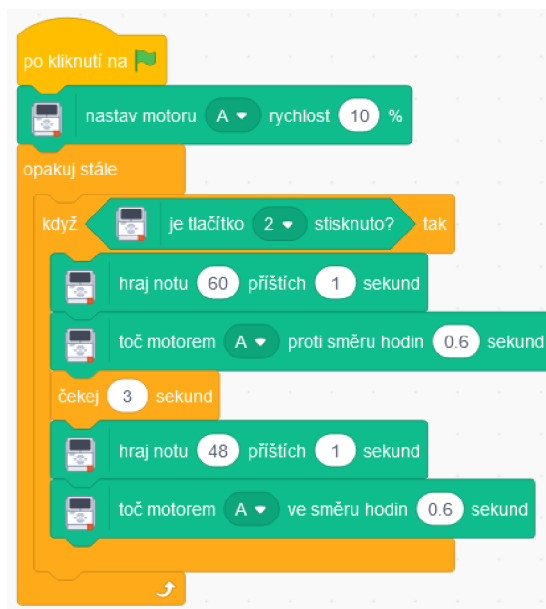 po kliknutí na
nastav motoru A rychlost 10 %
opakuj stále
když je tlačítko 2 stisknuto? tak
hraj notu 60 příštích 1 sekund
toč motorem A proti směru hodin 0.6 sekund
čekej 3 sekund
hraj notu 48 příštích 1 sekund
toč motorem A ve směru hodin 0.6 sekund